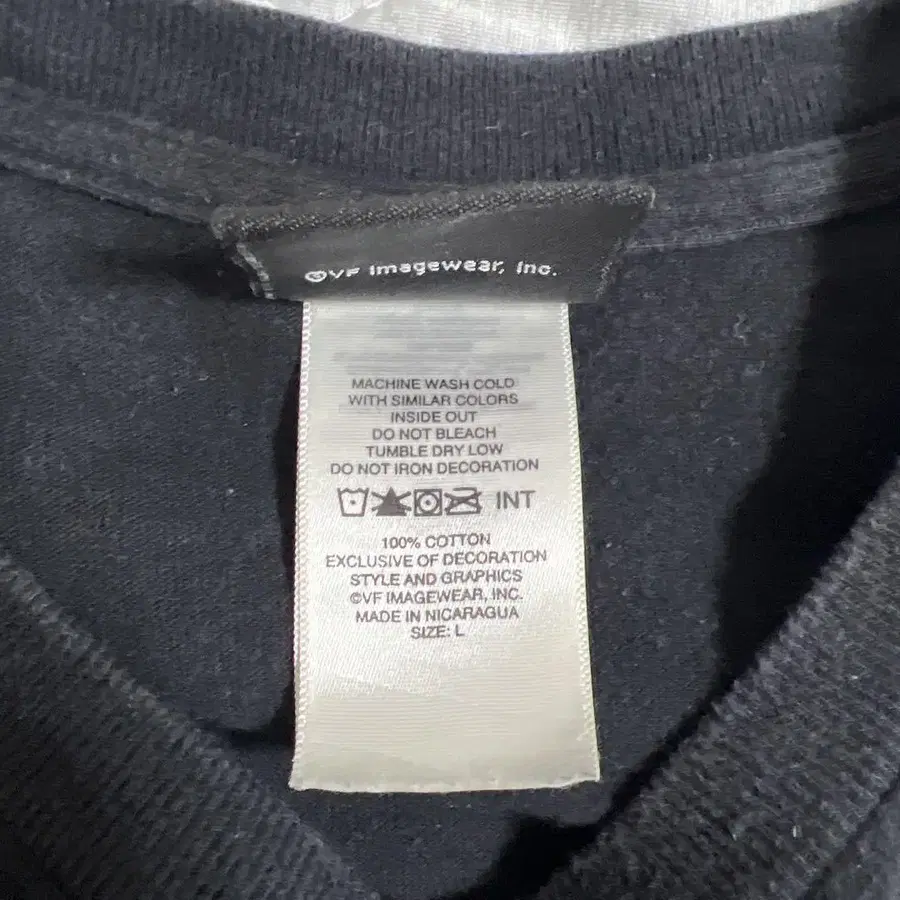 ©VF Imagewear, Inc.
MACHINE WASH COLD
WITH SIMILAR COLORS
INSIDE OUT
DO NOT BLEACH
TUMBLE DRY LOW
DO NOT IRON DECORATION
INT
100% COTTON
EXCLUSIVE OF DECORATION
STYLE AND GRAPHICS
©VF IMAGEWEAR, INC.
MADE IN NICARAGUA
SIZE: L